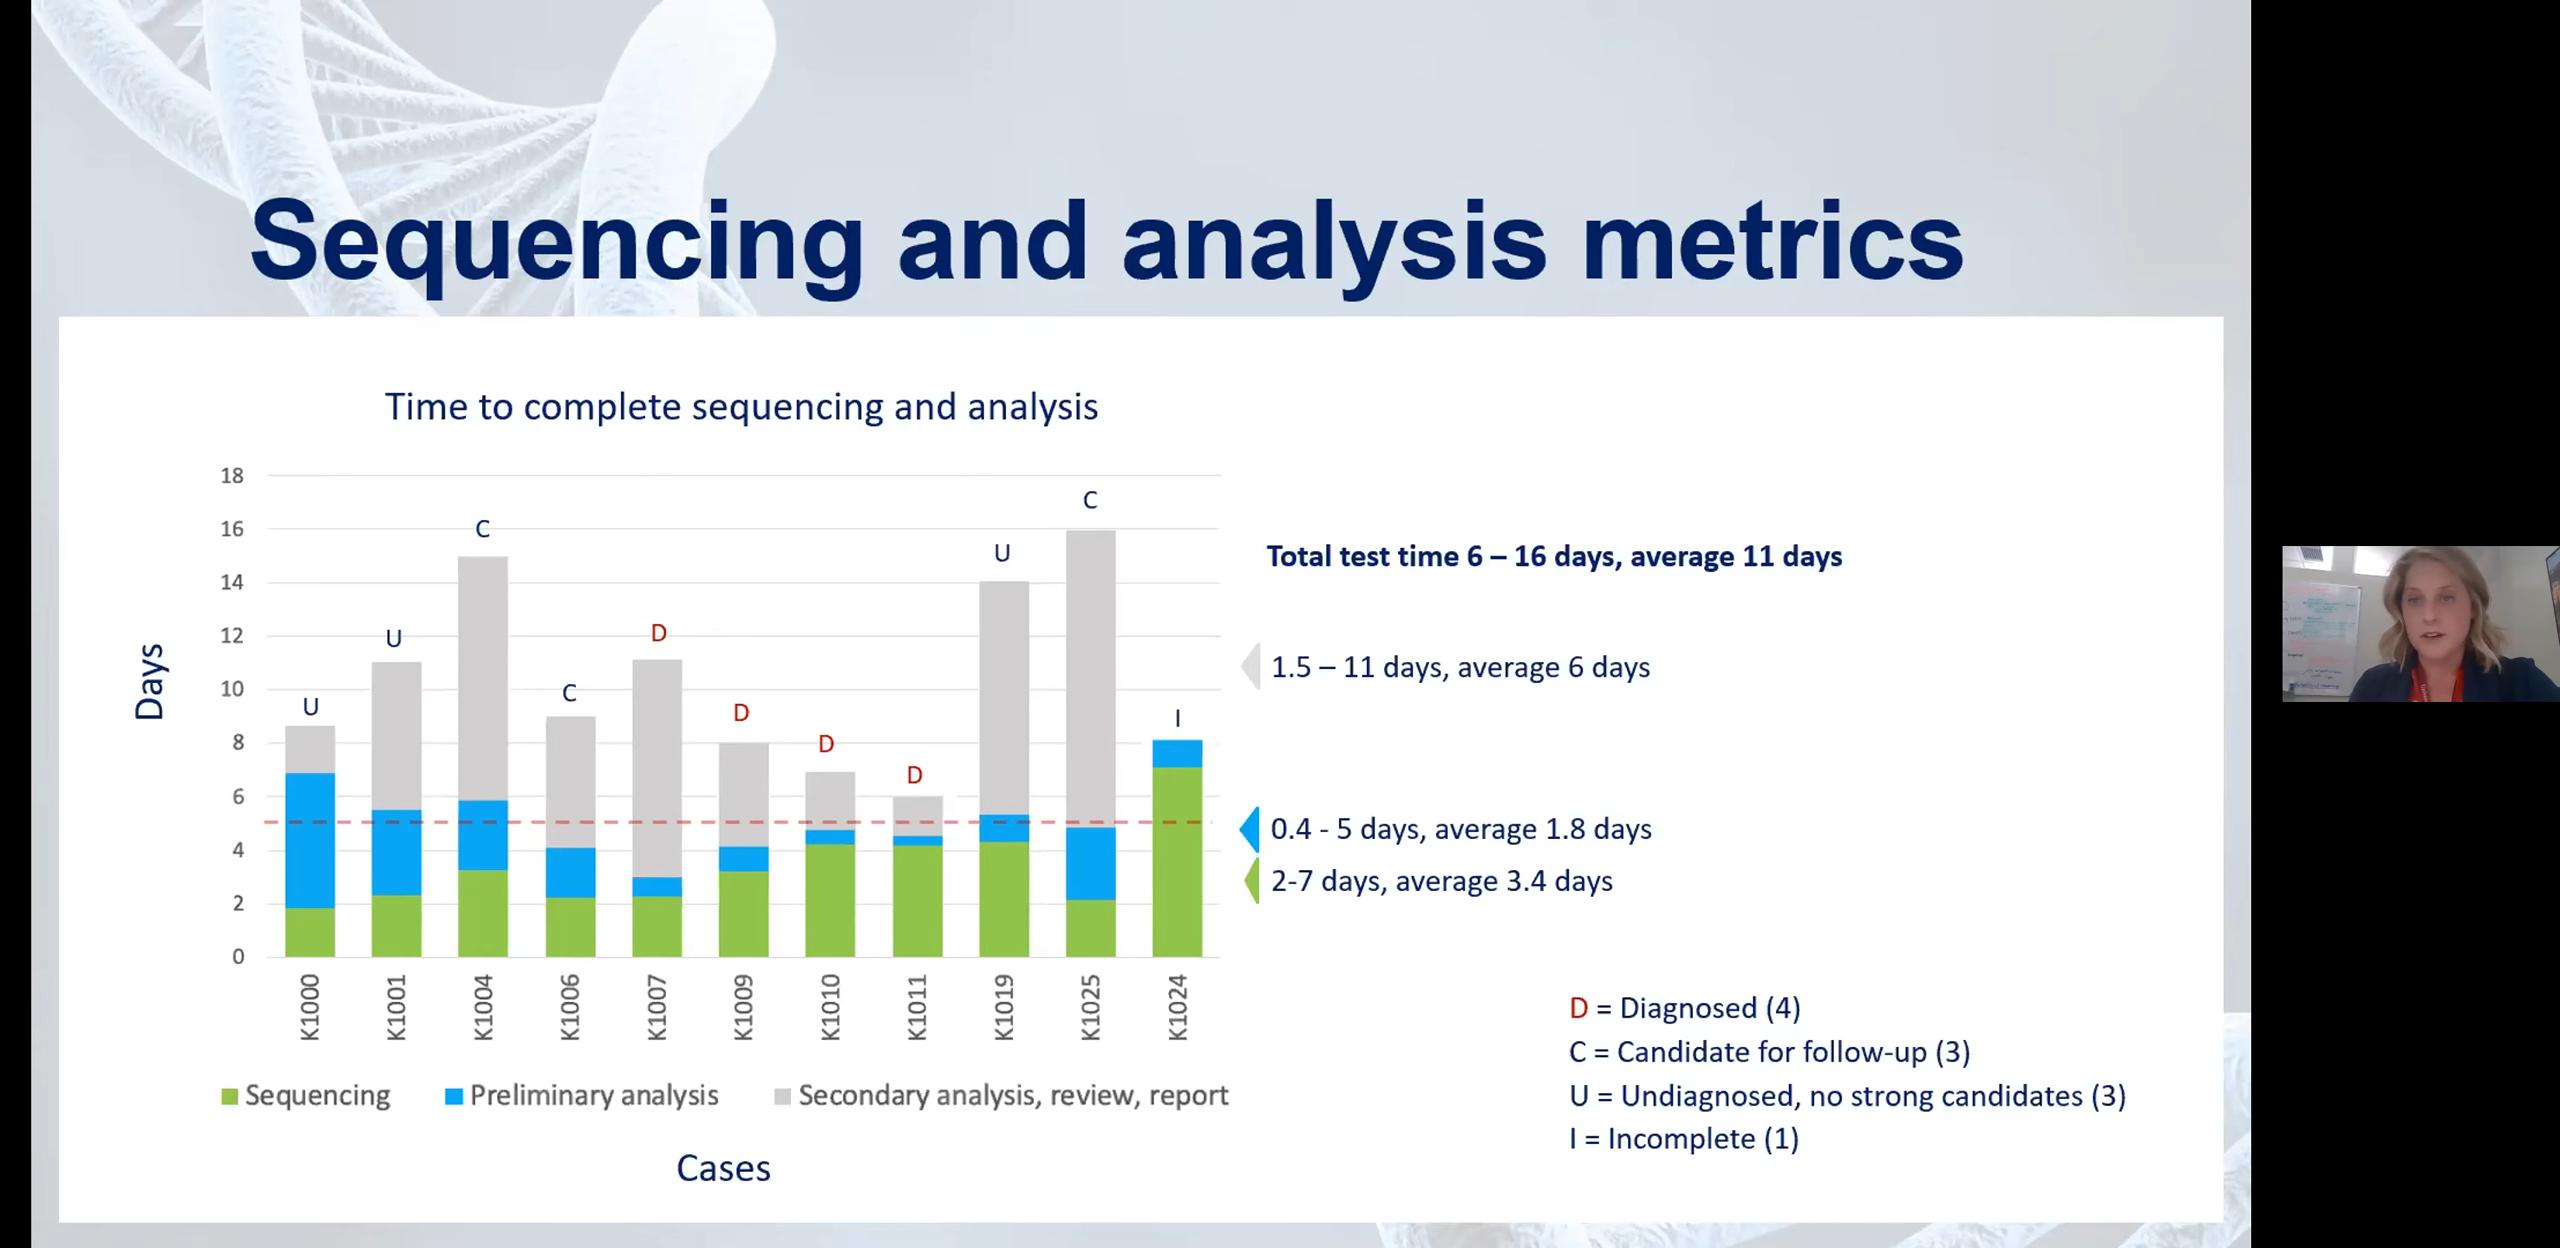 Sequencing and analysis metrics
Time to complete sequencing and analysis
Days
18
16
14
12
10
8
6
4
2
0
U
U
C
C
D
D
D
D
U
C
I
K1000
K1001
K1004
K1006
K1007
K1009
K1010
K1011
K1019
K1025
K1024
Sequencing
Preliminary analysis
Secondary analysis, review, report
Cases
Total test time 6 – 16 days, average 11 days
1.5 – 11 days, average 6 days
0.4 - 5 days, average 1.8 days
2-7 days, average 3.4 days
D = Diagnosed (4)
C = Candidate for follow-up (3)
U = Undiagnosed, no strong candidates (3)
I = Incomplete (1)